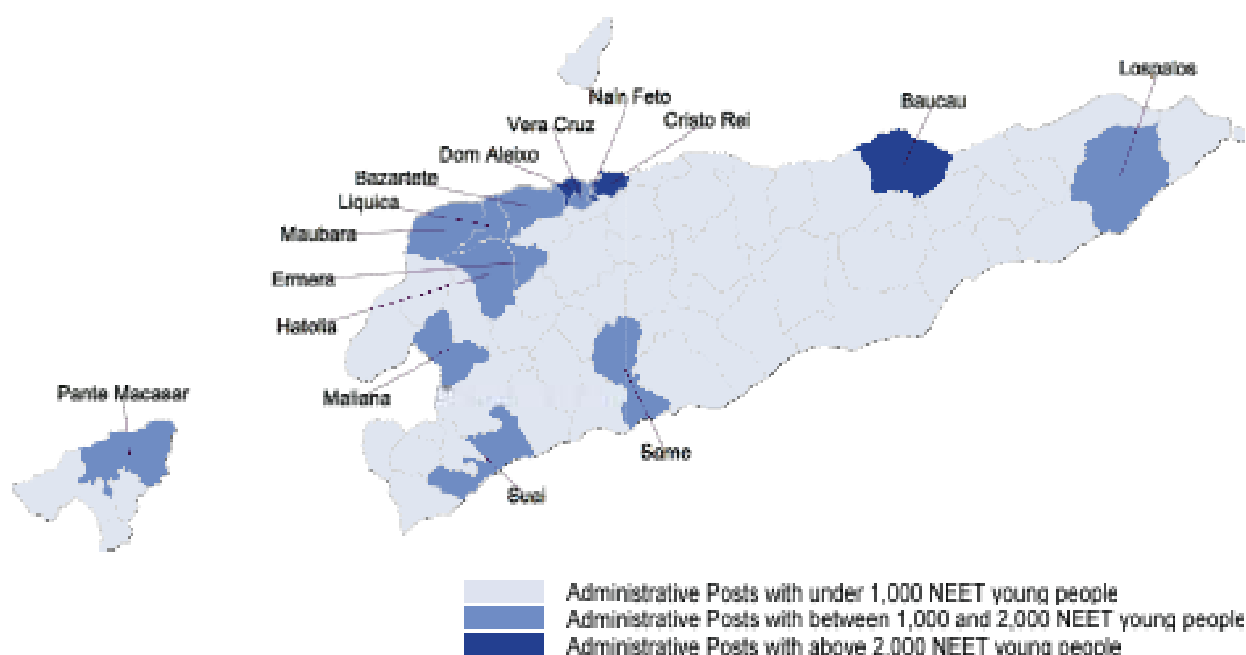 Lospalos
Baucau
Nain Feto
Vera Cruz
Cristo Rei
Dom Aleixo
Bazartete
Liquica
Maubara
Ermera
Hatolia
Maliana
Pante Macasar
Same
Suai
Administrative Posts with under 1,000 NEET young people
Administrative Posts with between 1,000 and 2,000 NEET young people
Administrative Posts with above 2,000 NEET young people